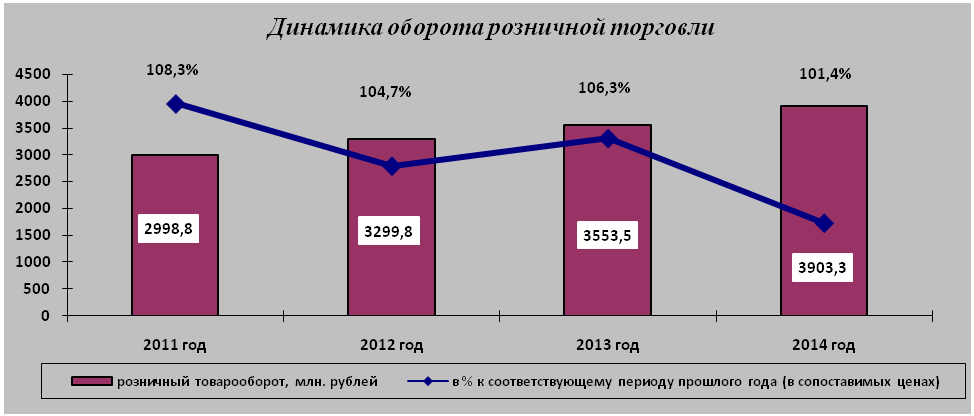 Динамика оборота розничной торговли
108,3%
104,7%
106,3%
101,4%
4500
4000
3500
3000
2500
2000
1500
1000
500
0
2998,8
3299,8
3553,5
3903,3
2011 год
2012 год
2013 год
2014 год
розничный товарооборот, млн. рублей
в % к соответствующему периоду прошлого года (в сопоставимых ценах)